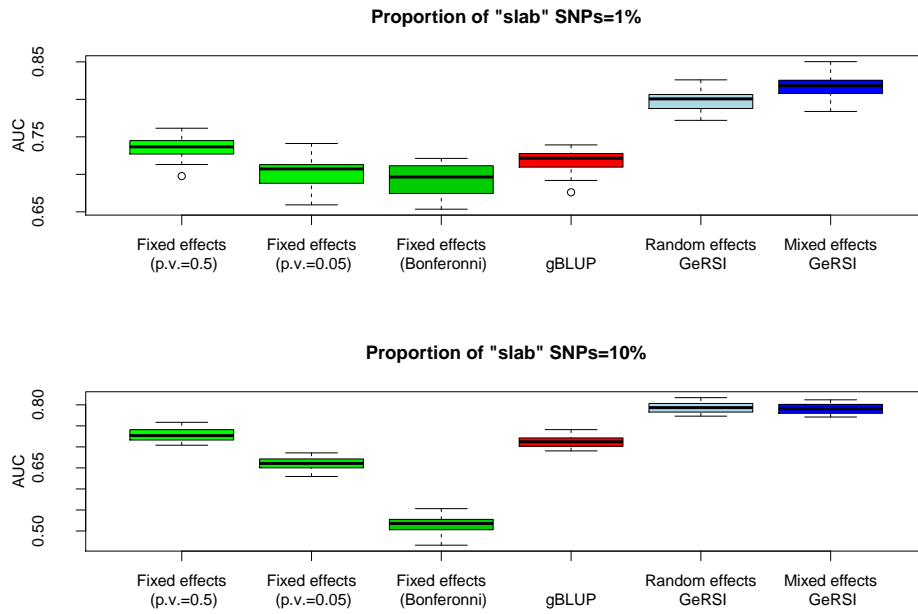 Proportion of "slab" SNPs=1%
AUC
0.85
0.75
0.65
Fixed effects Fixed effects Fixed effects Random effects Mixed effects
(p.v.=0.5) (p.v.=0.05) (Bonferonni) gBLUP GeRSI GeRSI
Proportion of "slab" SNPs=10%
AUC
0.80
0.65
0.50
Fixed effects Fixed effects Fixed effects Random effects Mixed effects
(p.v.=0.5) (p.v.=0.05) (Bonferonni) gBLUP GeRSI GeRSI